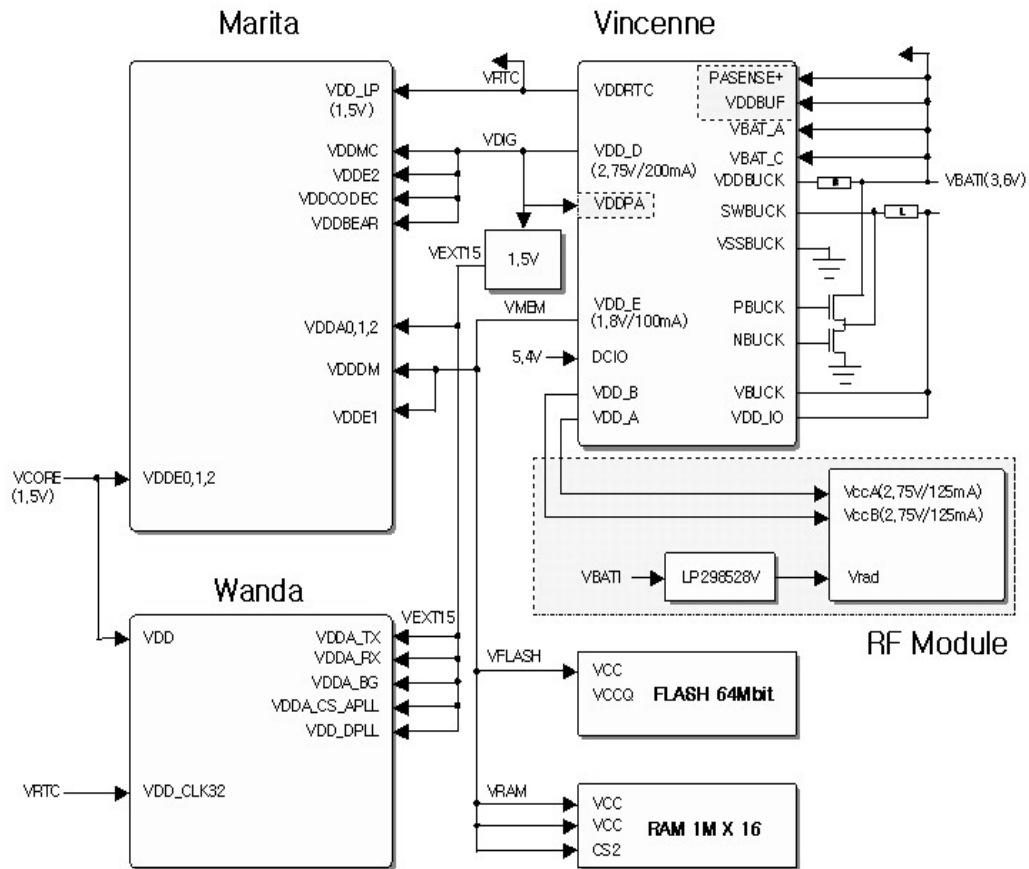 Marita
Vincenne
VDD_LP
(1,5V)
VDDMC
VDDE2
VDDCODEC
VDDBEAR
VDDA0,1,2
VDDDM
VDDE1
VDDE0,1,2
VCORE
(1,5V)
VRTC
VDIG
VEXT15
1,5V
VMEM
5,4V
VDDRTC
VDD_D
(2,75V/200mA)
VDDPA
VDD_E
(1,8V/100mA)
DCIO
VDD_B
VDD_A
PASENSE+
VDDBUF
VBAT_A
VBAT_C
VDDBUCK
SWBUCK
VSSBUCK
PBUCK
NBUCK
VBUCK
VDD_IO
R
L
VBATI(3,6V)
VccA(2,75V/125mA)
VccB(2,75V/125mA)
VBATI
LP298528V
Vrad
RF Module
Wanda
VDD
VEXT15
VDDA_TX
VDDA_RX
VDDA_BG
VDDA_CS_APLL
VDD_DPLL
VRTC
VDD_CLK32
VFLASH
VCC
VCCQ
FLASH 64Mbit
VRAM
VCC
VCC
CS2
RAM 1M X 16